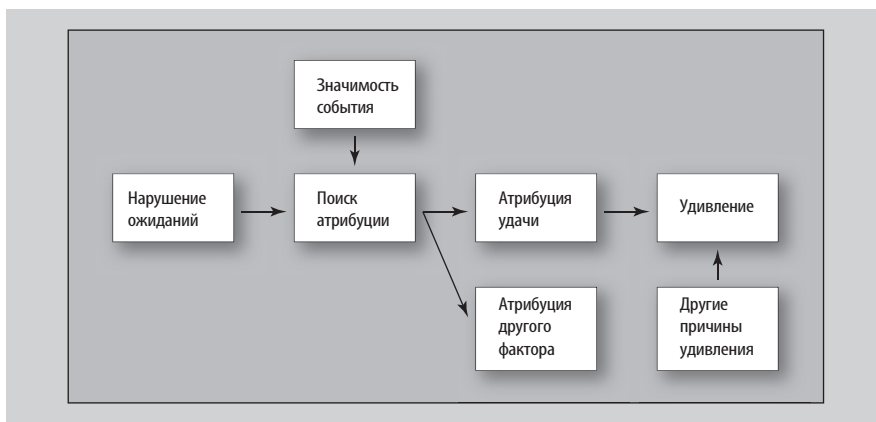 Значимость
события
Нарушение
ожиданий
Поиск
атрибуции
Атрибуция
удачи
Удивление
Атрибуция
другого
фактора
Другие
причины
удивления